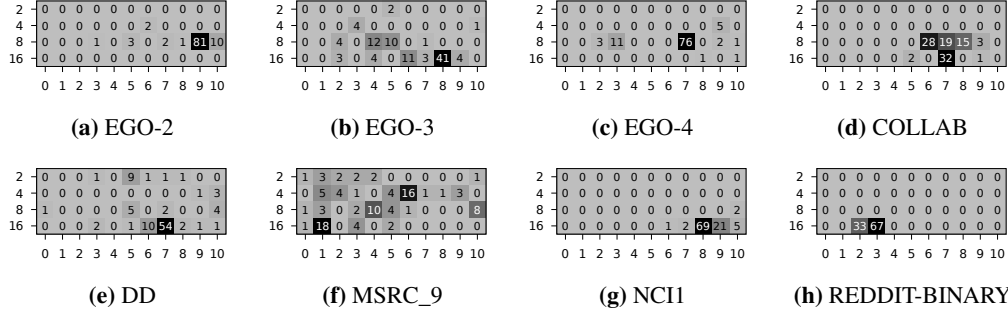 2 0 0 0 0 0 0 0 0 0 0 0
4 0 0 0 0 0 0 2 0 0 0 0
8 0 0 0 1 0 3 0 2 1 81 10
16 0 0 0 0 0 0 0 0 0 0 0
0 1 2 3 4 5 6 7 8 9 10
(a) EGO-2
2 0 0 0 0 0 2 0 0 0 0 0
4 0 0 0 4 0 0 0 0 0 0 1
8 0 0 4 0 12 10 0 1 0 0 0
16 0 0 3 0 4 0 11 3 41 4 0
0 1 2 3 4 5 6 7 8 9 10
(b) EGO-3
2 0 0 0 0 0 0 0 0 0 0 0
4 0 0 0 0 0 0 0 0 0 5 0
8 0 0 3 11 0 0 0 76 0 2 1
16 0 0 0 0 0 0 0 0 1 0 1
0 1 2 3 4 5 6 7 8 9 10
(c) EGO-4
2 0 0 0 0 0 0 0 0 0 0 0
4 0 0 0 0 0 0 0 0 0 0 0
8 0 0 0 0 0 0 28 19 15 3 0
16 0 0 0 0 0 2 0 32 0 1 0
0 1 2 3 4 5 6 7 8 9 10
(d) COLLAB
2 0 0 0 1 0 9 1 1 1 0 0
4 0 0 0 0 0 0 0 0 0 1 3
8 1 0 0 0 0 5 0 2 0 0 4
16 0 0 0 2 0 1 10 54 2 1 1
0 1 2 3 4 5 6 7 8 9 10
(e) DD
2 1 3 2 2 2 0 0 0 0 0 1
4 0 5 4 1 0 4 16 1 1 3 0
8 1 3 0 2 10 4 1 0 0 0 8
16 1 18 0 4 0 2 0 0 0 0 0
0 1 2 3 4 5 6 7 8 9 10
(f) MSRC_9
2 0 0 0 0 0 0 0 0 0 0 0
4 0 0 0 0 0 0 0 0 0 0 0
8 0 0 0 0 0 0 0 0 0 0 2
16 0 0 0 0 0 0 1 2 69 21 5
0 1 2 3 4 5 6 7 8 9 10
(g) NCI1
2 0 0 0 0 0 0 0 0 0 0 0
4 0 0 0 0 0 0 0 0 0 0 0
8 0 0 0 0 0 0 0 0 0 0 0
16 0 0 33 67 0 0 0 0 0 0 0
0 1 2 3 4 5 6 7 8 9 10
(h) REDDIT-BINARY